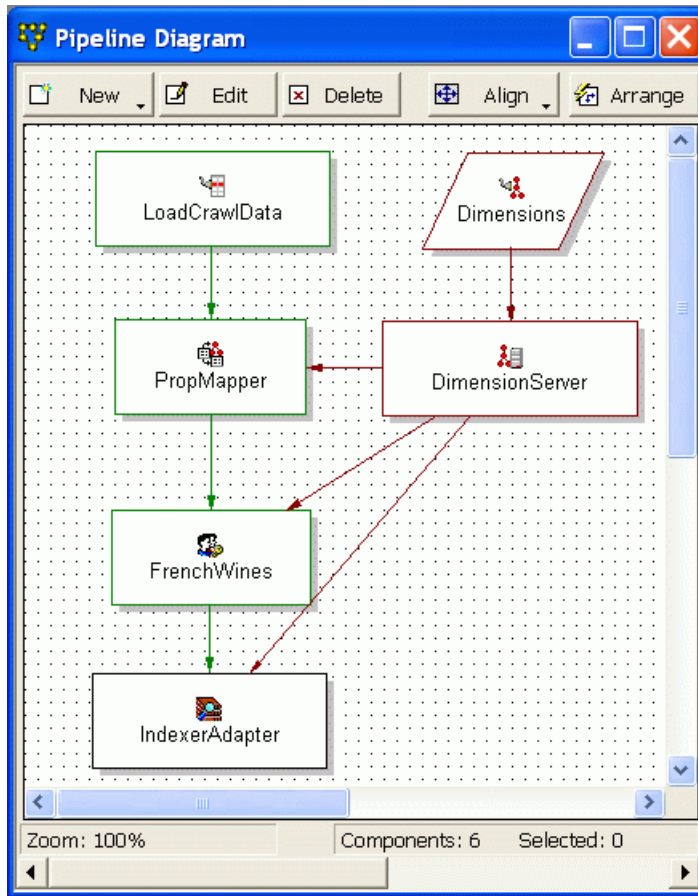 Pipeline Diagram
New Edit Delete Align Arrange
LoadCrawlData Dimensions
PropMapper DimensionServer
FrenchWines
IndexerAdapter
Zoom: 100% Components: 6 Selected: 0